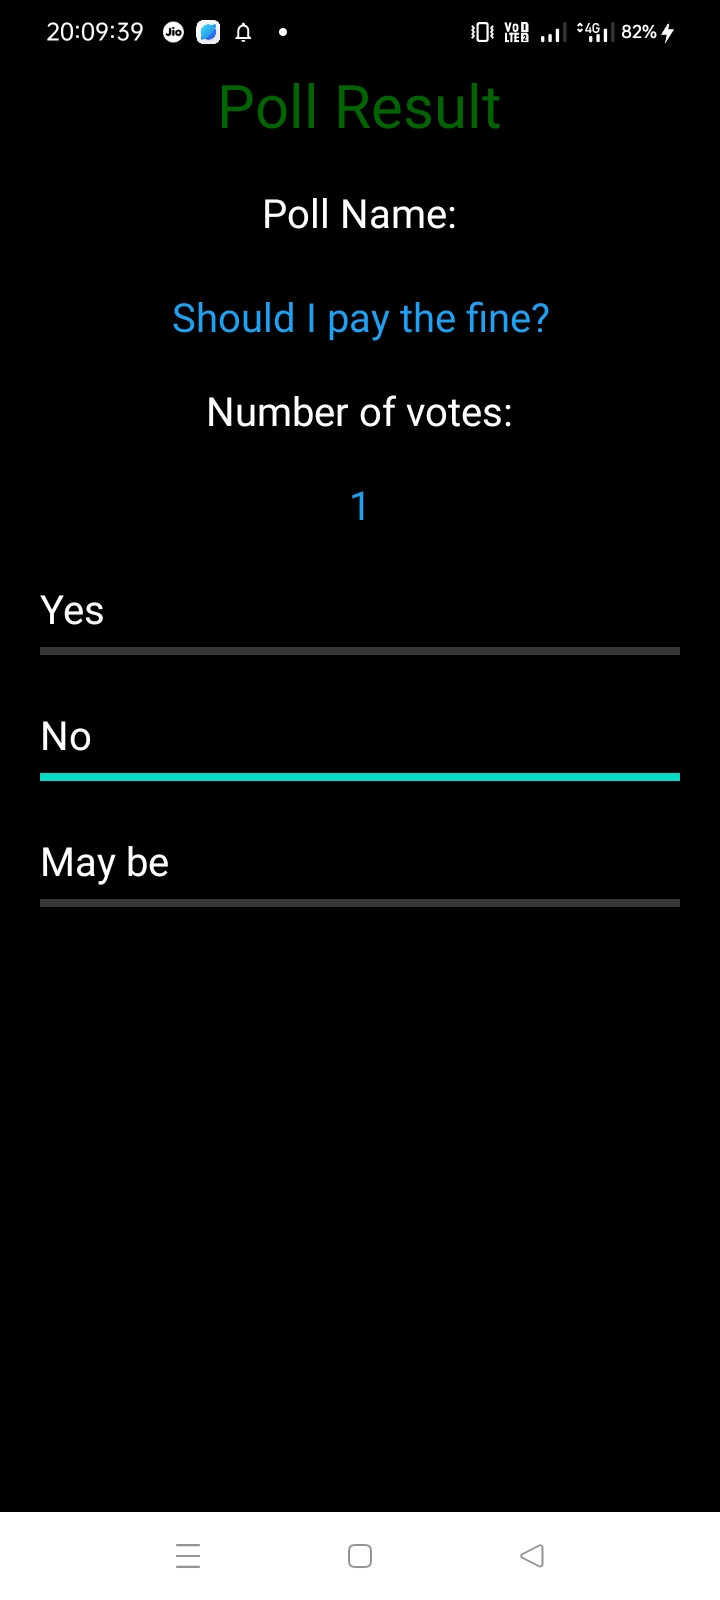 20:09:39 Jio VoD LTE2 4G 82%
Poll Result
Poll Name:
Should I pay the fine?
Number of votes:
1
Yes
No
May be